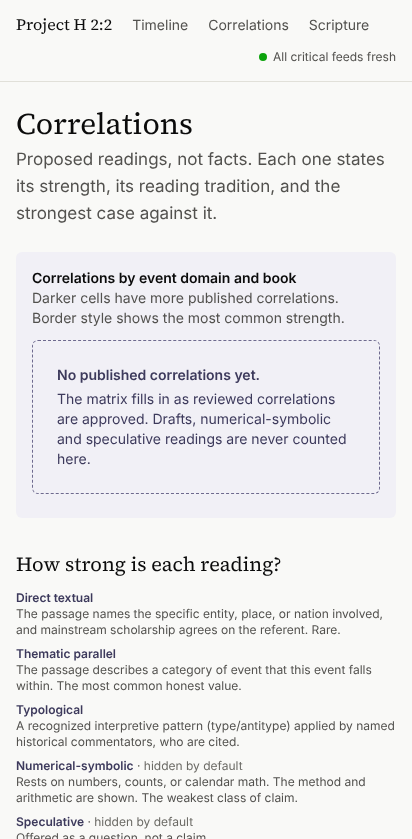 Project H 2:2 Timeline Correlations Scripture
All critical feeds fresh
Correlations
Proposed readings, not facts. Each one states
its strength, its reading tradition, and the
strongest case against it.
Correlations by event domain and book
Darker cells have more published correlations.
Border style shows the most common strength.
No published correlations yet.
The matrix fills in as reviewed correlations
are approved. Drafts, numerical-symbolic
and speculative readings are never counted
here.
How strong is each reading?
Direct textual
The passage names the specific entity, place, or nation involved,
and mainstream scholarship agrees on the referent. Rare.
Thematic parallel
The passage describes a category of event that this event falls
within. The most common honest value.
Typological
A recognized interpretive pattern (type/antitype) applied by named
historical commentators, who are cited.
Numerical-symbolic · hidden by default
Rests on numbers, counts, or calendar math. The method and
arithmetic are shown. The weakest class of claim.
Speculative · hidden by default
Offered as a question, not a claim.